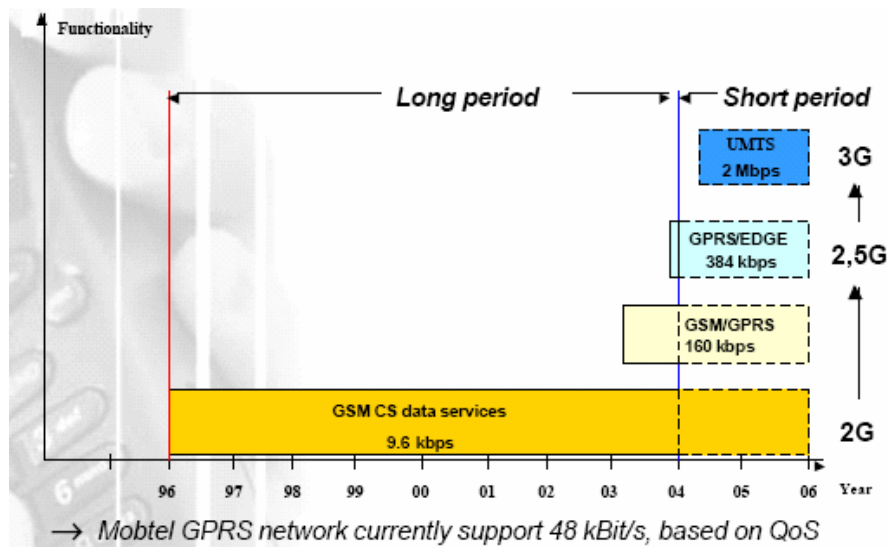 Functionality
Long period
Short period
UMTS
2 Mbps
3G
GPRS/EDGE
384 kbps
2,5G
GSM/GPRS
160 kbps
GSM CS data services
9.6 kbps
2G
96 97 98 99 00 01 02 03 04 05 06 Year
→ Mobtel GPRS network currently support 48 kBit/s, based on QoS